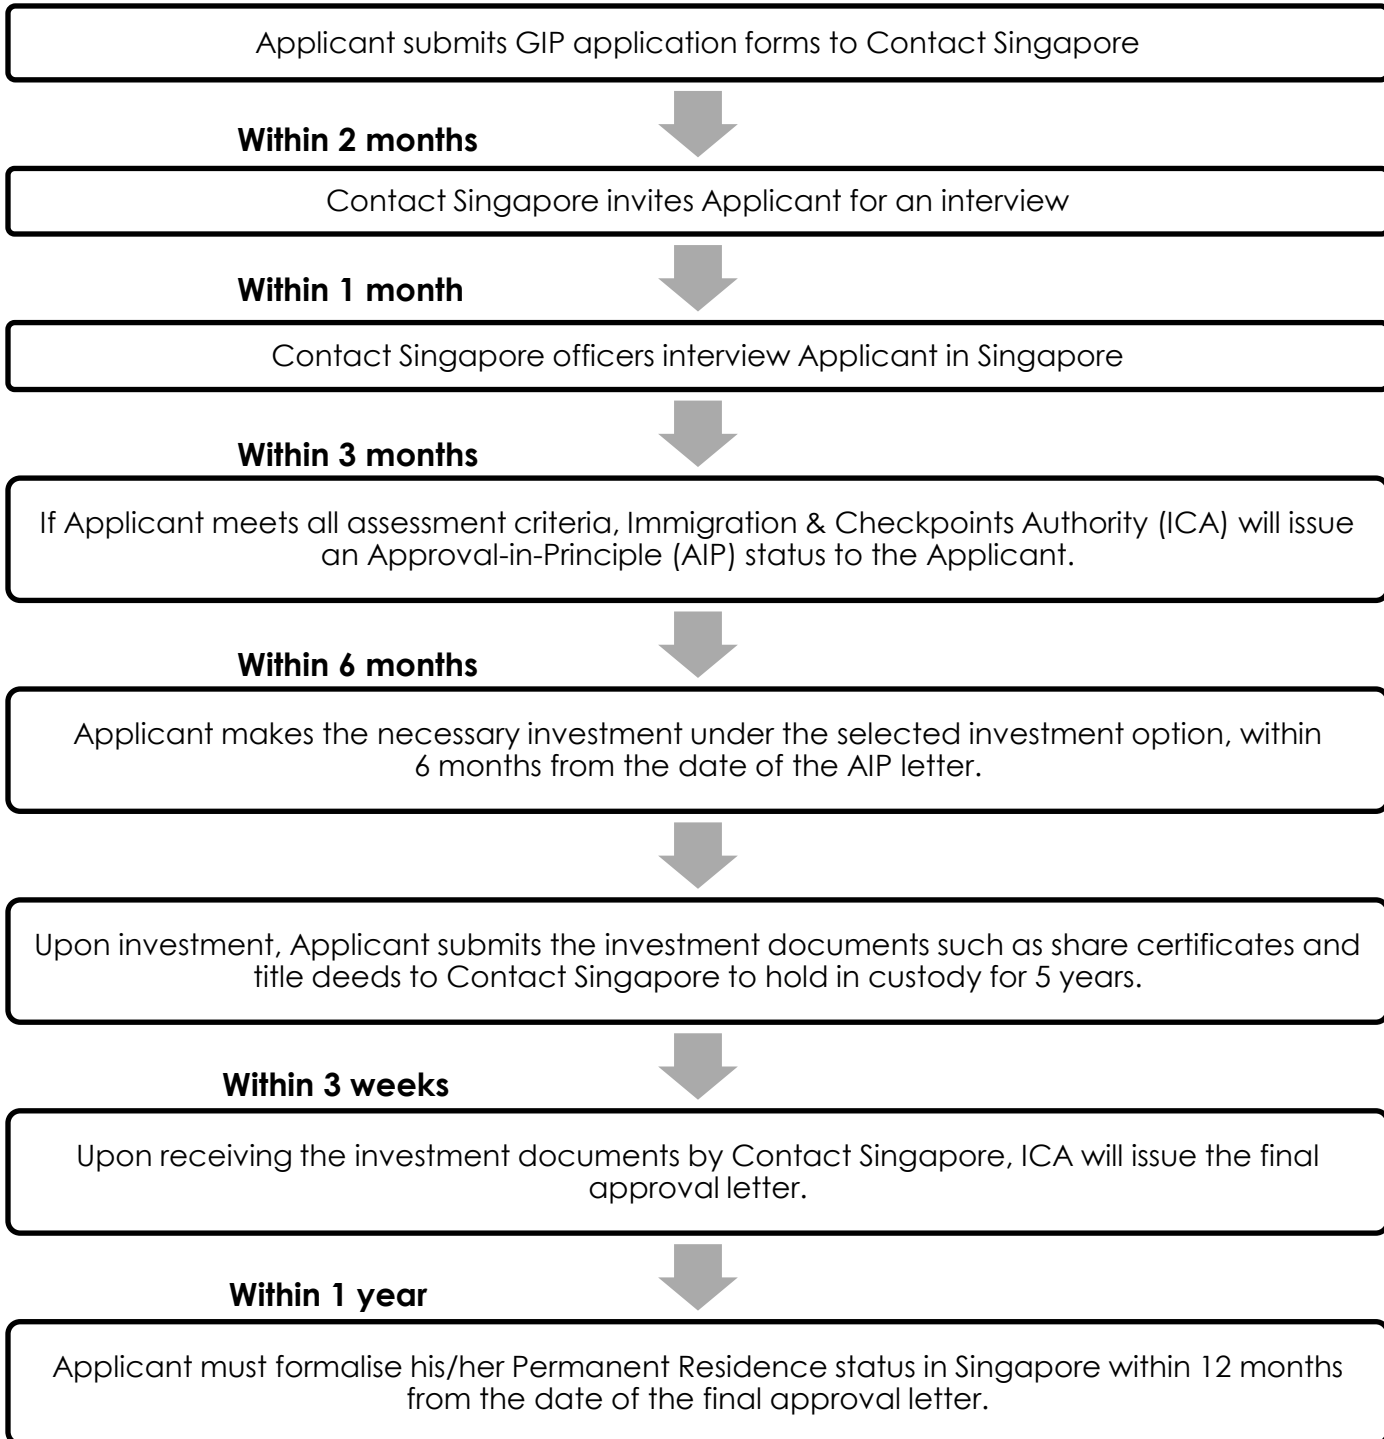 Applicant submits GIP application forms to Contact Singapore
Within 2 months
Contact Singapore invites Applicant for an interview
Within 1 month
Contact Singapore officers interview Applicant in Singapore
Within 3 months
If Applicant meets all assessment criteria, Immigration & Checkpoints Authority (ICA) will issue
an Approval-in-Principle (AIP) status to the Applicant.
Within 6 months
Applicant makes the necessary investment under the selected investment option, within
6 months from the date of the AIP letter.
Upon investment, Applicant submits the investment documents such as share certificates and
title deeds to Contact Singapore to hold in custody for 5 years.
Within 3 weeks
Upon receiving the investment documents by Contact Singapore, ICA will issue the final
approval letter.
Within 1 year
Applicant must formalise his/her Permanent Residence status in Singapore within 12 months
from the date of the final approval letter.